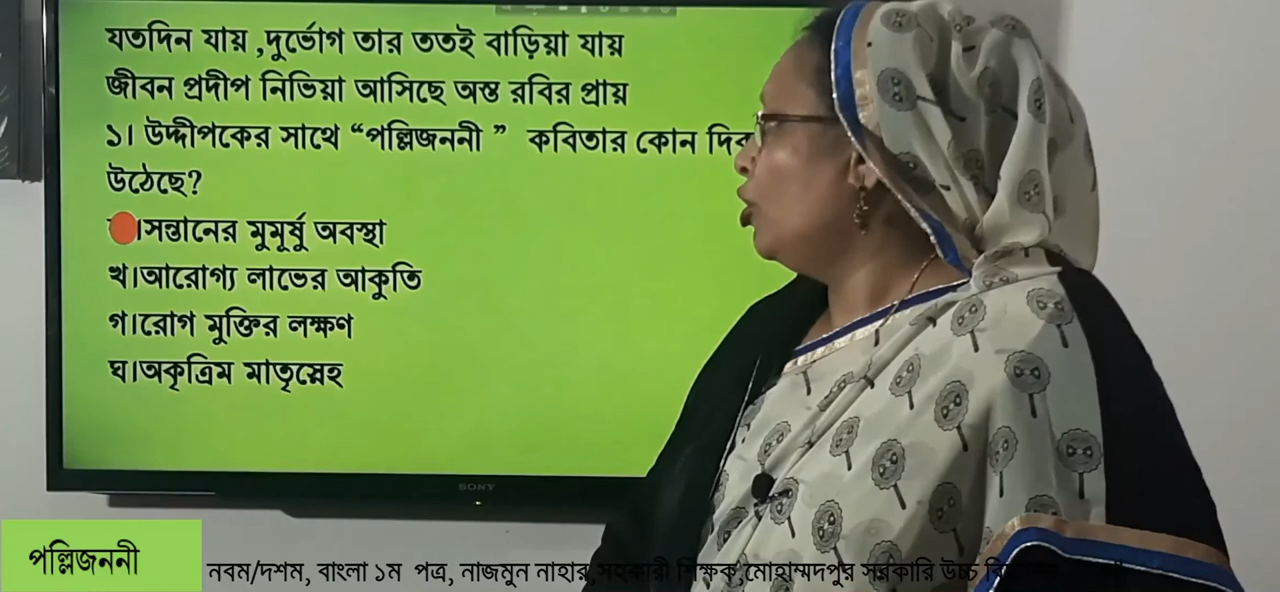 যতদিন যায় ,দুর্ভোগ তার ততই বাড়িয়া যায়
জীবন প্রদীপ নিভিয়া আসিছে অস্ত রবির প্রায়
১। উদ্দীপকের সাথে “পল্লিজননী ” কবিতার কোন
উঠেছে?
।সন্তানের মুমূর্ষু অবস্থা
খ।আরোগ্য লাভের আকুতি
গ।রোগ মুক্তির লক্ষণ
ঘ।অকৃত্রিম মাতৃস্নেহ
SONY
পল্লিজননী
নবম/দশম, বাংলা ১ম পত্র, নাজমুন নাহার,সহকারী শিক্ষক,মোহাম্মদপুর সরকারি উচ্চ